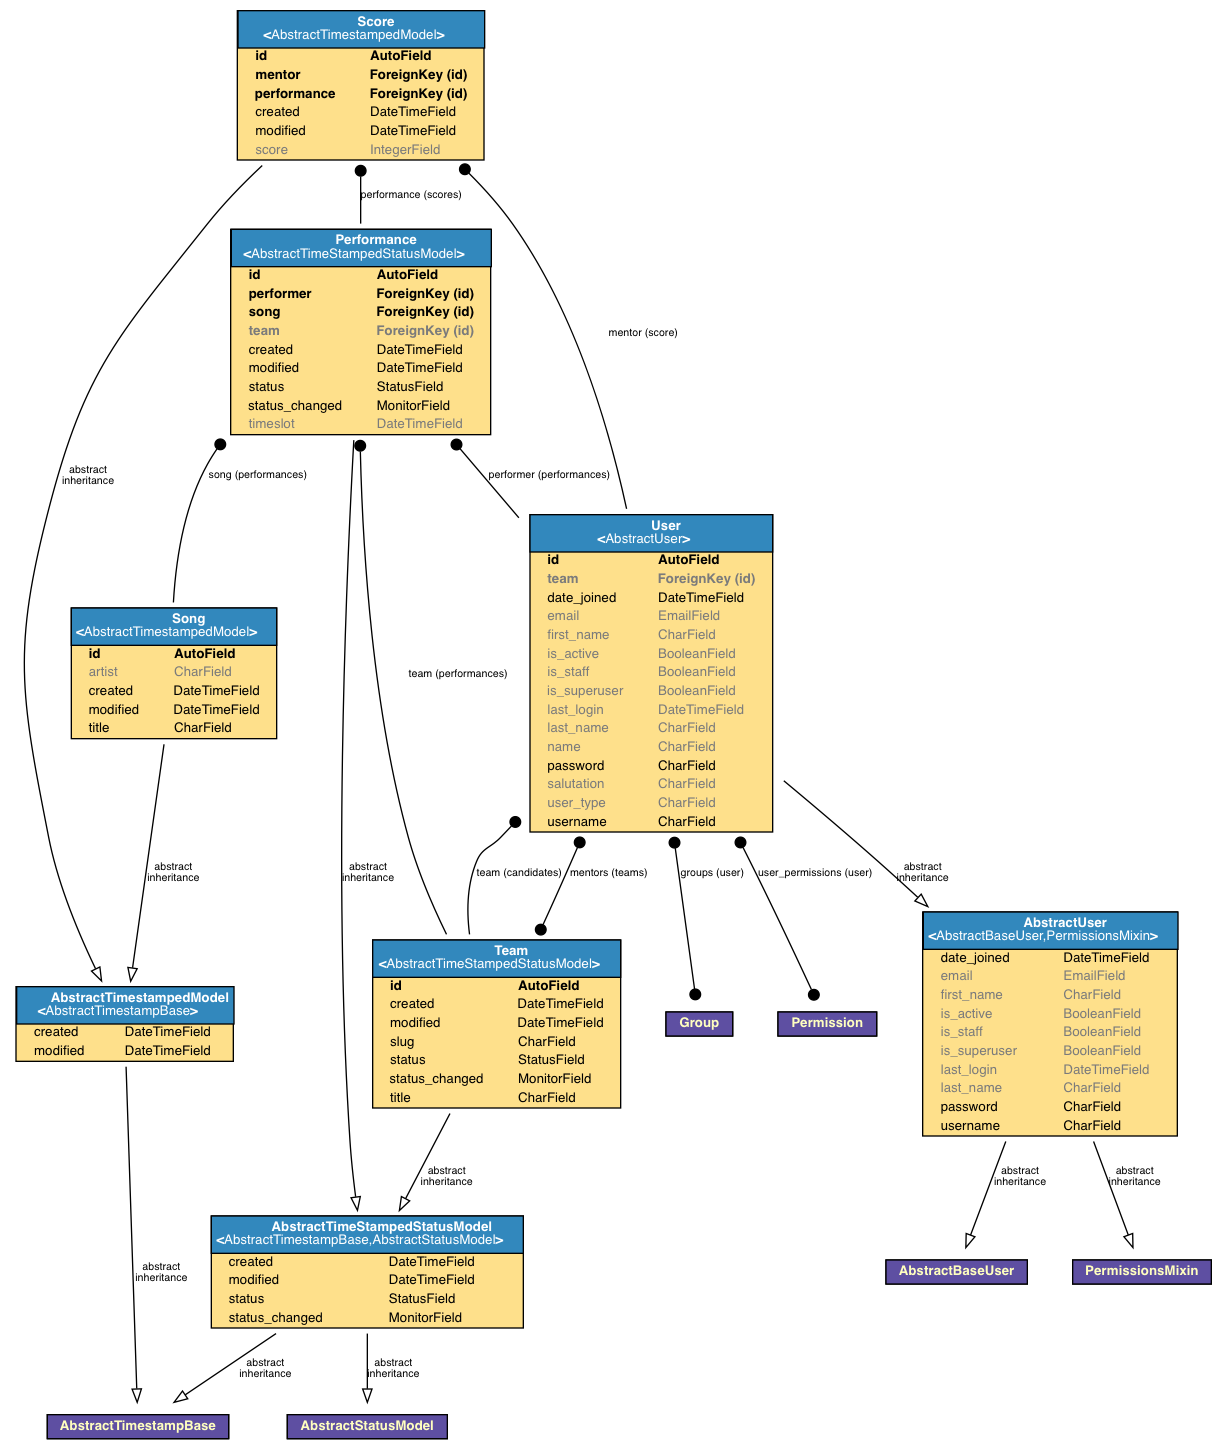 Score
<AbstractTimestampedModel>
id AutoField
mentor ForeignKey (id)
performance ForeignKey (id)
created DateTimeField
modified DateTimeField
score IntegerField
performance (scores)
Performance
<AbstractTimeStampedStatusModel>
id AutoField
performer ForeignKey (id)
song ForeignKey (id)
team ForeignKey (id)
created DateTimeField
modified DateTimeField
status StatusField
status_changed MonitorField
timeslot DateTimeField
mentor (score)
abstract
inheritance
song (performances)
performer (performances)
User
<AbstractUser>
id AutoField
team ForeignKey (id)
date_joined DateTimeField
email EmailField
first_name CharField
is_active BooleanField
is_staff BooleanField
is_superuser BooleanField
last_login DateTimeField
last_name CharField
name CharField
password CharField
salutation CharField
user_type CharField
username CharField
Song
<AbstractTimestampedModel>
id AutoField
artist CharField
created DateTimeField
modified DateTimeField
title CharField
team (performances)
abstract
inheritance
abstract
inheritance
team (candidates)
mentors (teams)
groups (user)
user_permissions (user)
abstract
inheritance
AbstractUser
<AbstractBaseUser,PermissionsMixin>
date_joined DateTimeField
email EmailField
first_name CharField
is_active BooleanField
is_staff BooleanField
is_superuser BooleanField
last_login DateTimeField
last_name CharField
password CharField
username CharField
Team
<AbstractTimeStampedStatusModel>
id AutoField
created DateTimeField
modified DateTimeField
slug CharField
status StatusField
status_changed MonitorField
title CharField
AbstractTimestampedModel
<AbstractTimestampBase>
created DateTimeField
modified DateTimeField
Group
Permission
abstract
inheritance
abstract
inheritance
abstract
inheritance
AbstractTimeStampedStatusModel
<AbstractTimestampBase,AbstractStatusModel>
created DateTimeField
modified DateTimeField
status StatusField
status_changed MonitorField
abstract
inheritance
AbstractBaseUser
PermissionsMixin
abstract
inheritance
abstract
inheritance
AbstractTimestampBase
AbstractStatusModel